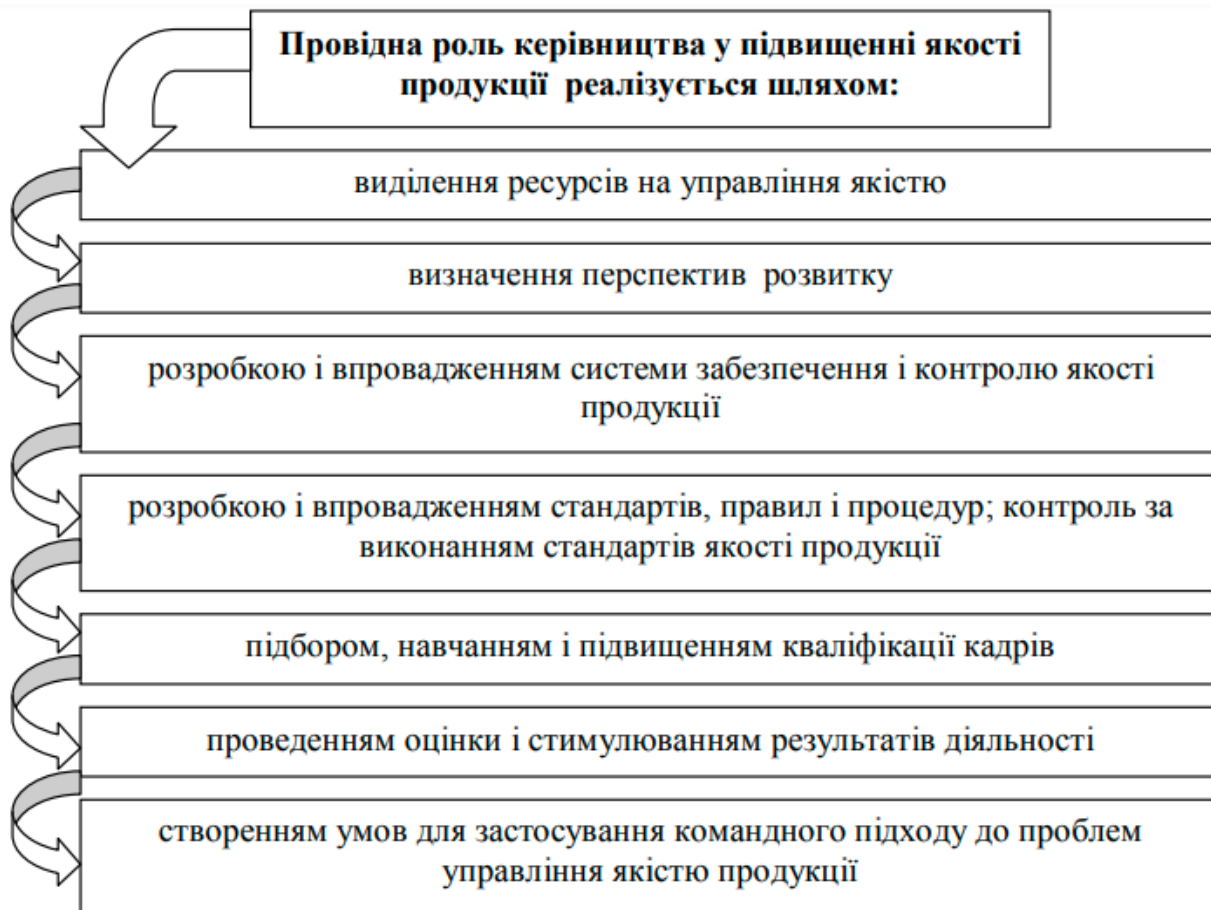 Провідна роль керівництва у підвищенні якості
продукції реалізується шляхом:
виділення ресурсів на управління якістю
визначення перспектив розвитку
розробкою і впровадженням системи забезпечення і контролю якості
продукції
розробкою і впровадженням стандартів, правил і процедур; контроль за
виконанням стандартів якості продукції
підбором, навчанням і підвищенням кваліфікації кадрів
проведенням оцінки і стимулюванням результатів діяльності
створенням умов для застосування командного підходу до проблем
управління якістю продукції